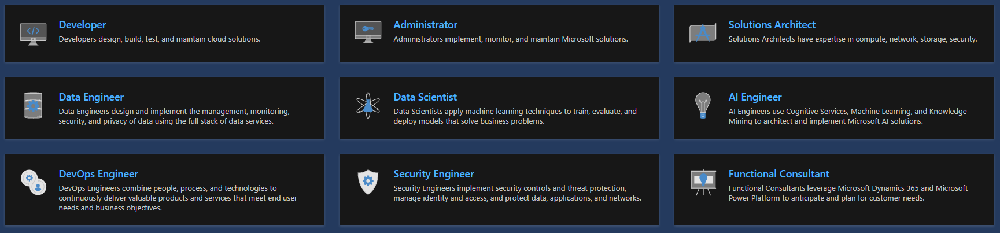 Developer
Developers design, build, test, and maintain cloud solutions.
Administrator
Administrators implement, monitor, and maintain Microsoft solutions.
Solutions Architect
Solutions Architects have expertise in compute, network, storage, security.
Data Engineer
Data Engineers design and implement the management, monitoring,
security, and privacy of data using the full stack of data services.
Data Scientist
Data Scientists apply machine learning techniques to train, evaluate, and
deploy models that solve business problems.
AI Engineer
AI Engineers use Cognitive Services, Machine Learning, and Knowledge
Mining to architect and implement Microsoft AI solutions.
DevOps Engineer
DevOps Engineers combine people, process, and technologies to
continuously deliver valuable products and services that meet end user
needs and business objectives.
Security Engineer
Security Engineers implement security controls and threat protection,
manage identity and access, and protect data, applications, and networks.
Functional Consultant
Functional Consultants leverage Microsoft Dynamics 365 and Microsoft
Power Platform to anticipate and plan for customer needs.